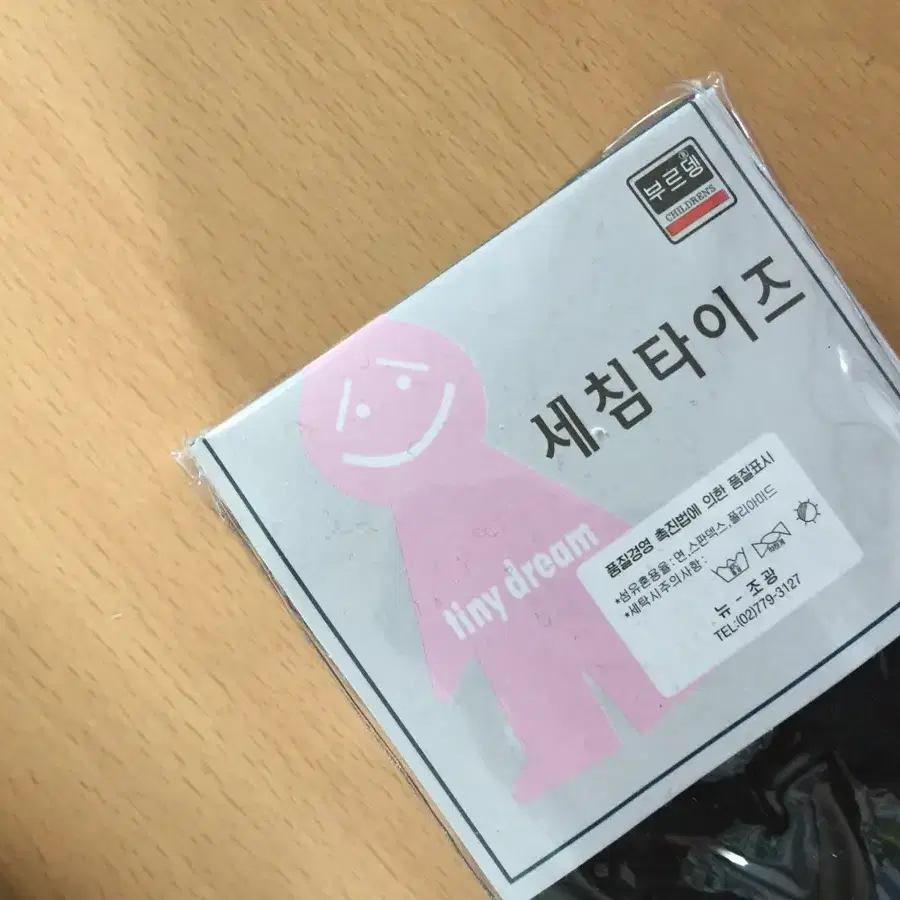 부르뎅®
CHILDREN'S
세침타이즈
tiny dream
품질경영 촉진법에 의한 품질표시
*섬유혼용율:면,스판덱스,폴리아미드
*세탁시주의사항:
뉴-조광
TEL:(02)779-3127